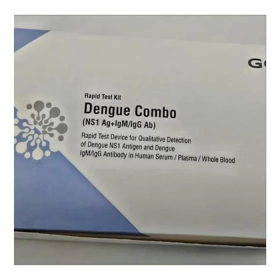 Rapid Test Kit
Dengue Combo
(NS1 Ag+IgM/IgG Ab)
Rapid Test Device for Qualitative Detection
of Dengue NS1 Antigen and Dengue
IgM/IgG Antibody in Human Serum / Plasma / Whole Blood